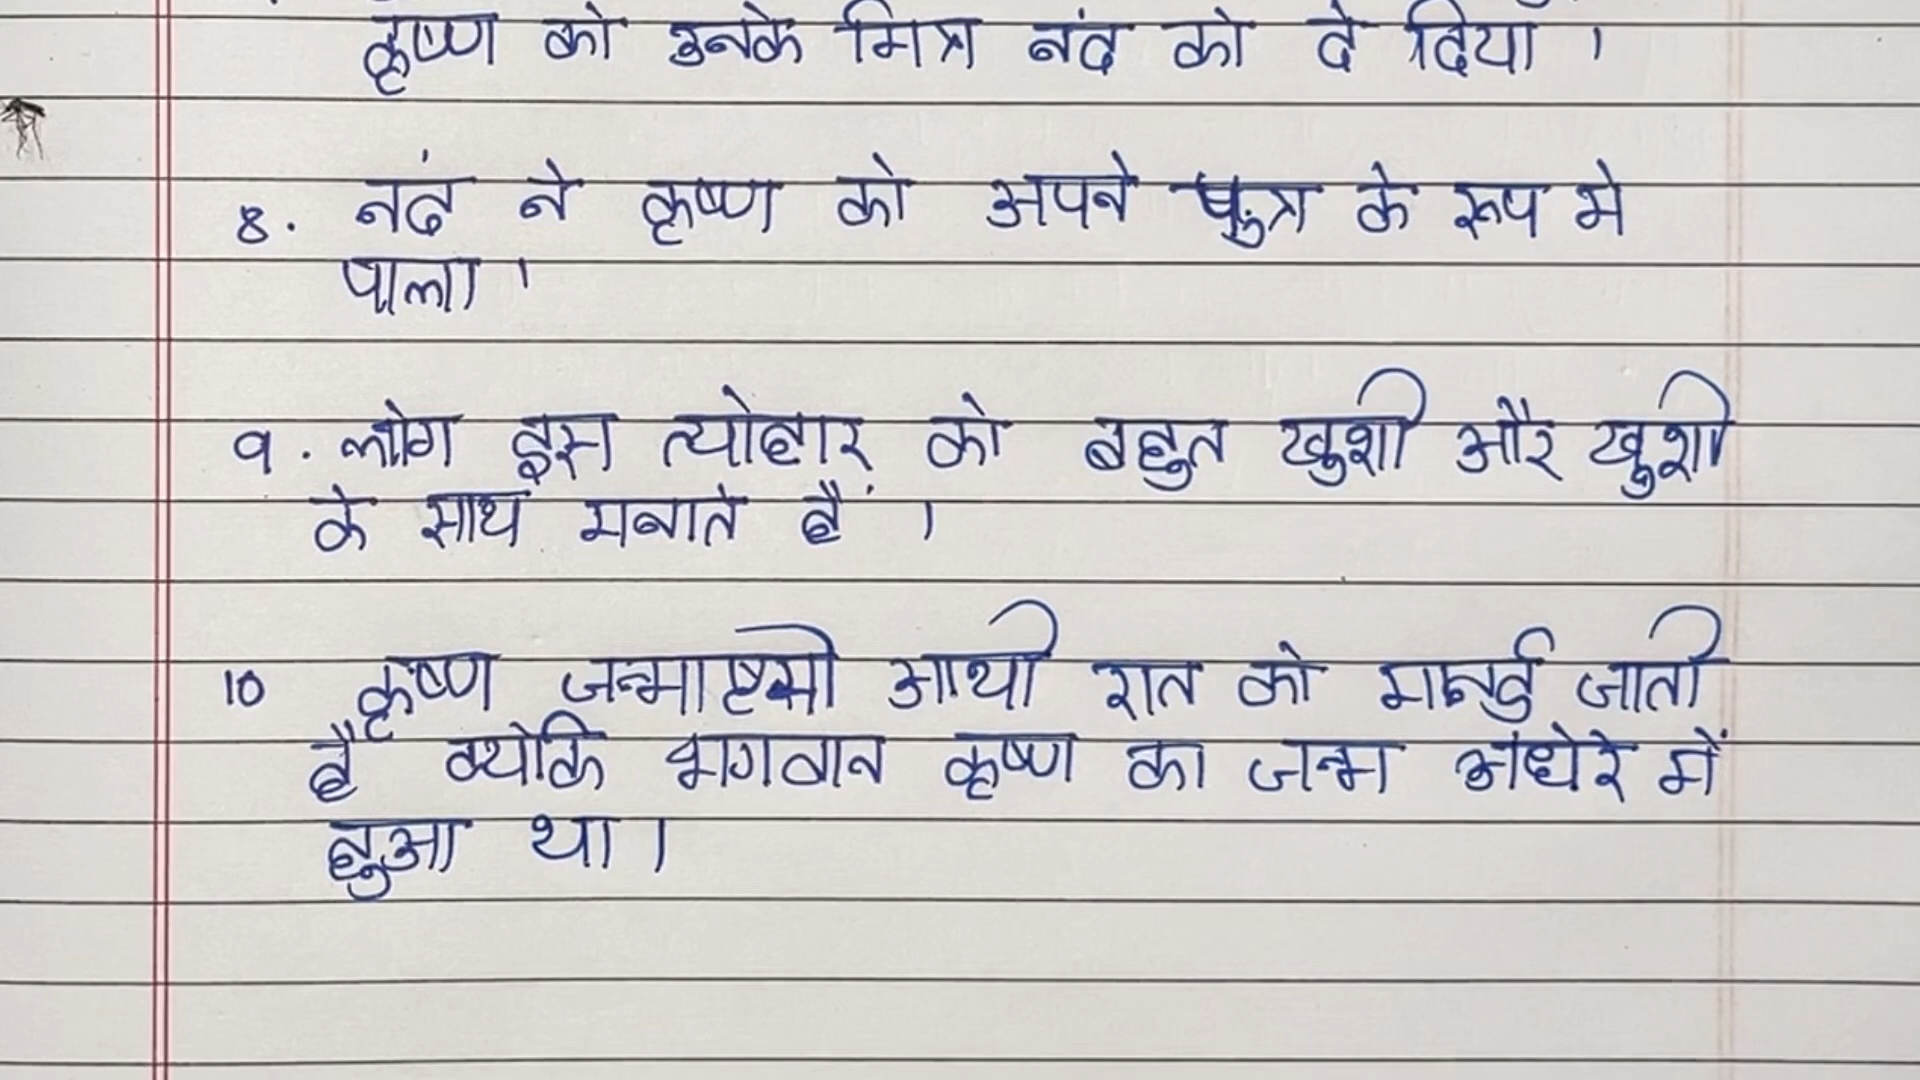 कृष्ण को उनके मित्र नंद को दे दिया ।
8. नंद ने कृष्ण को अपने पुत्र के रूप मे
पाला ।
9. लोग इस त्योहार को बहुत खुशी और खुशी
के साथ मनाते हैं ।
10 कृष्ण जन्माष्टमी आधी रात को मनाई जाती
है क्योकि भगवान कृष्ण का जन्म अंधेरे में
हुआ था ।